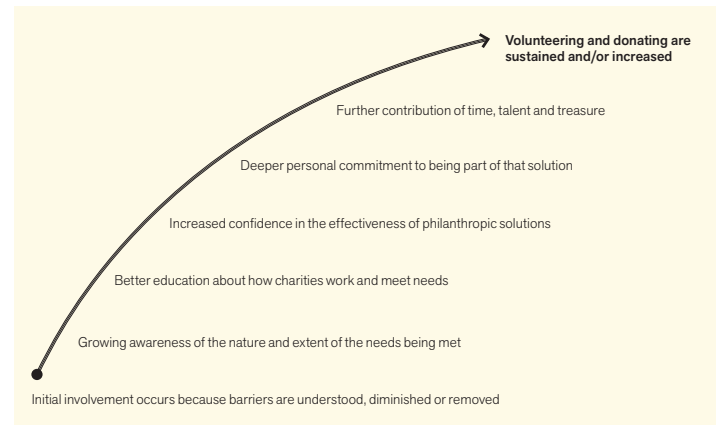 Volunteering and donating are
sustained and/or increased
Further contribution of time, talent and treasure
Deeper personal commitment to being part of that solution
Increased confidence in the effectiveness of philanthropic solutions
Better education about how charities work and meet needs
Growing awareness of the nature and extent of the needs being met
Initial involvement occurs because barriers are understood, diminished or removed